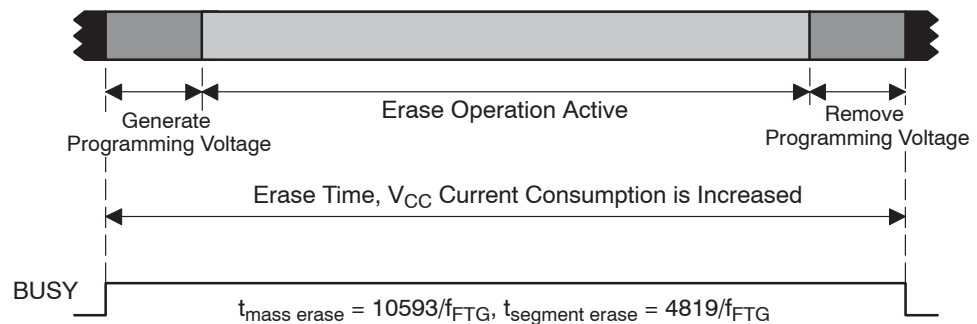 Generate
Programming Voltage
Erase Operation Active
Remove
Programming Voltage
Erase Time, VCC Current Consumption is Increased
BUSY
tmass erase = 10593/fFTG, tsegment erase = 4819/fFTG